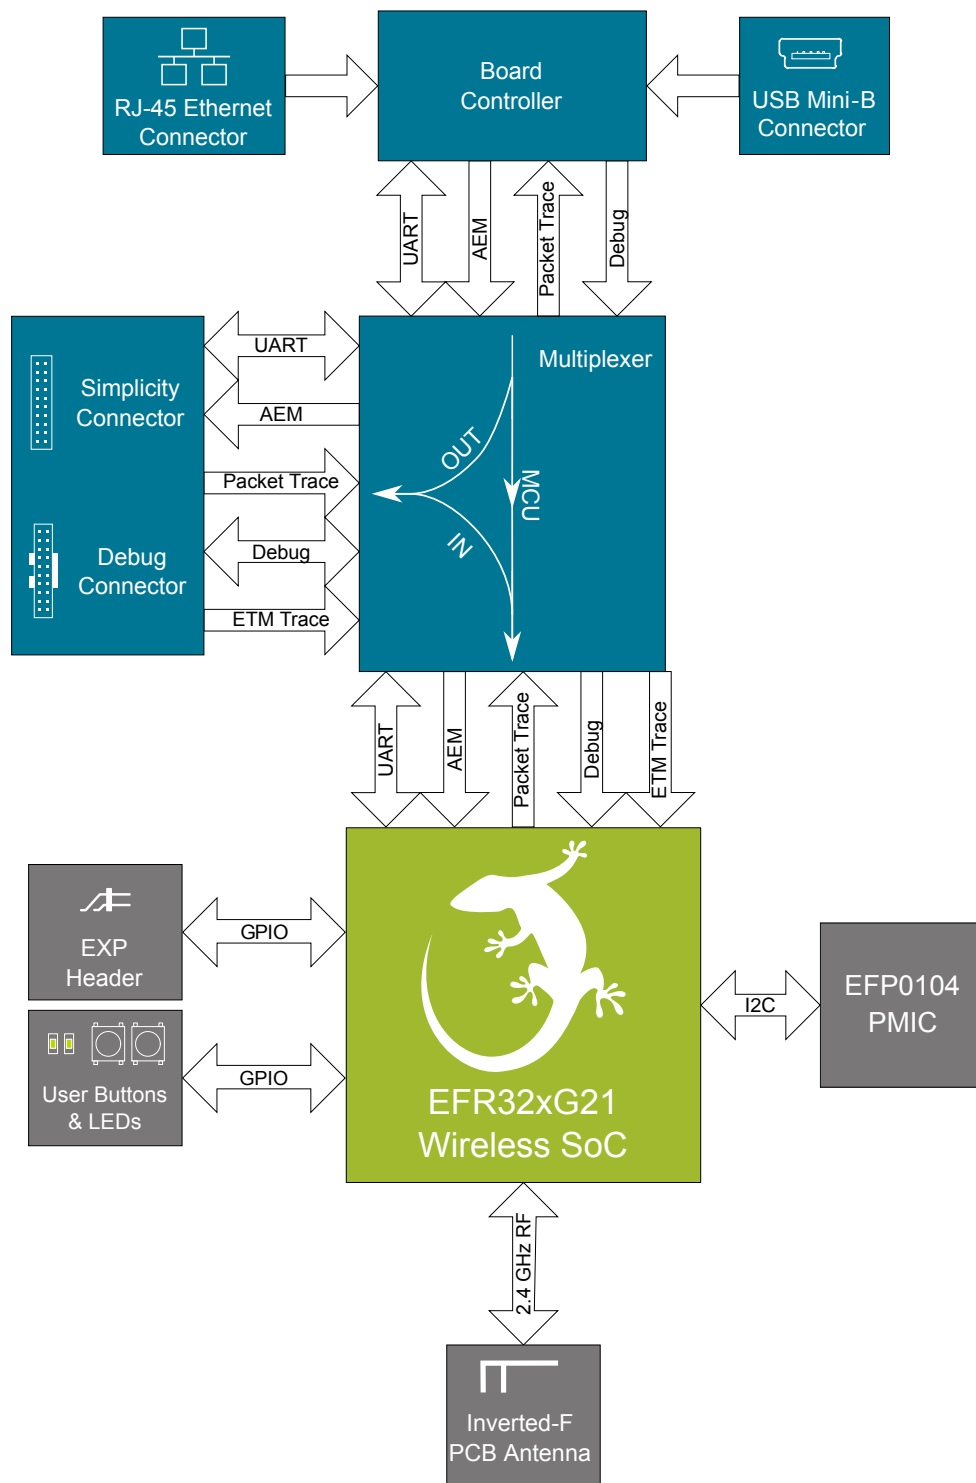 RJ-45 Ethernet
Connector
Board
Controller
USB Mini-B
Connector
UART
AEM
Packet Trace
Debug
Simplicity
Connector
Debug
Connector
UART
AEM
Packet Trace
Debug
ETM Trace
Multiplexer
OUT
MCU
IN
UART
AEM
Packet Trace
Debug
ETM Trace
EXP
Header
GPIO
User Buttons
& LEDs
GPIO
EFR32xG21
Wireless SoC
I2C
EFP0104
PMIC
2.4 GHz RF
Inverted-F
PCB Antenna